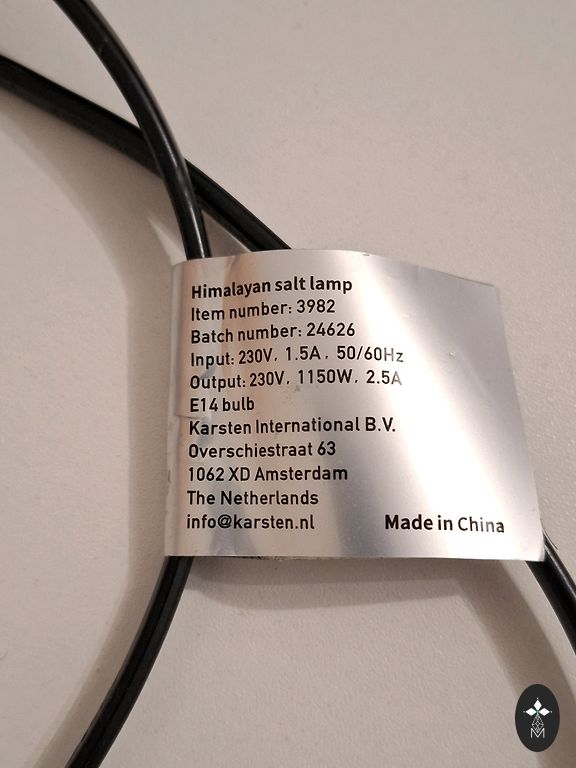 Himalayan salt lamp
Item number: 3982
Batch number: 24626
Input: 230V, 1.5A, 50/60Hz
Output: 230V, 1150W, 2.5A
E14 bulb
Karsten International B.V.
Overschiestraat 63
1062 XD Amsterdam
The Netherlands
info@karsten.nl Made in China
M